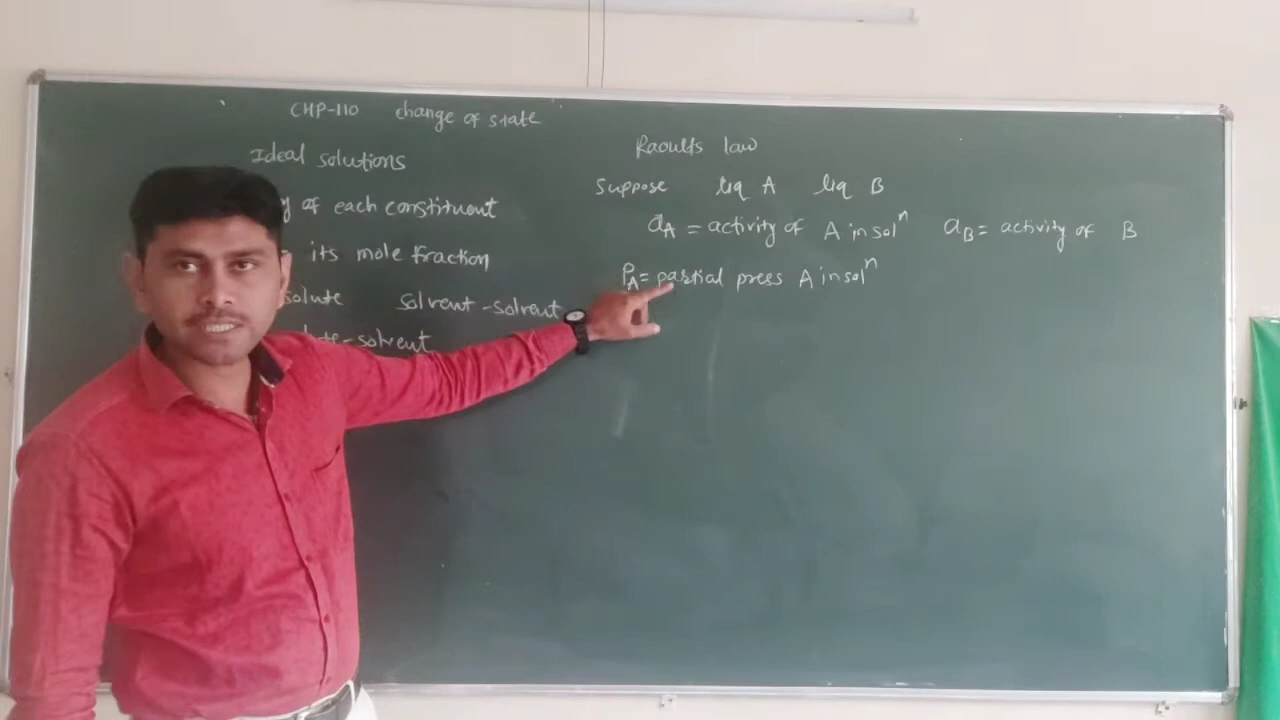 CHP-110 change of state
Ideal solutions
of each constituent
its mole fraction
solute solvent-solvent
-solvent
Raoults law
Suppose liq A liq B
aA = activity of A in solⁿ aB = activity of B
PA = partial press A in solⁿ